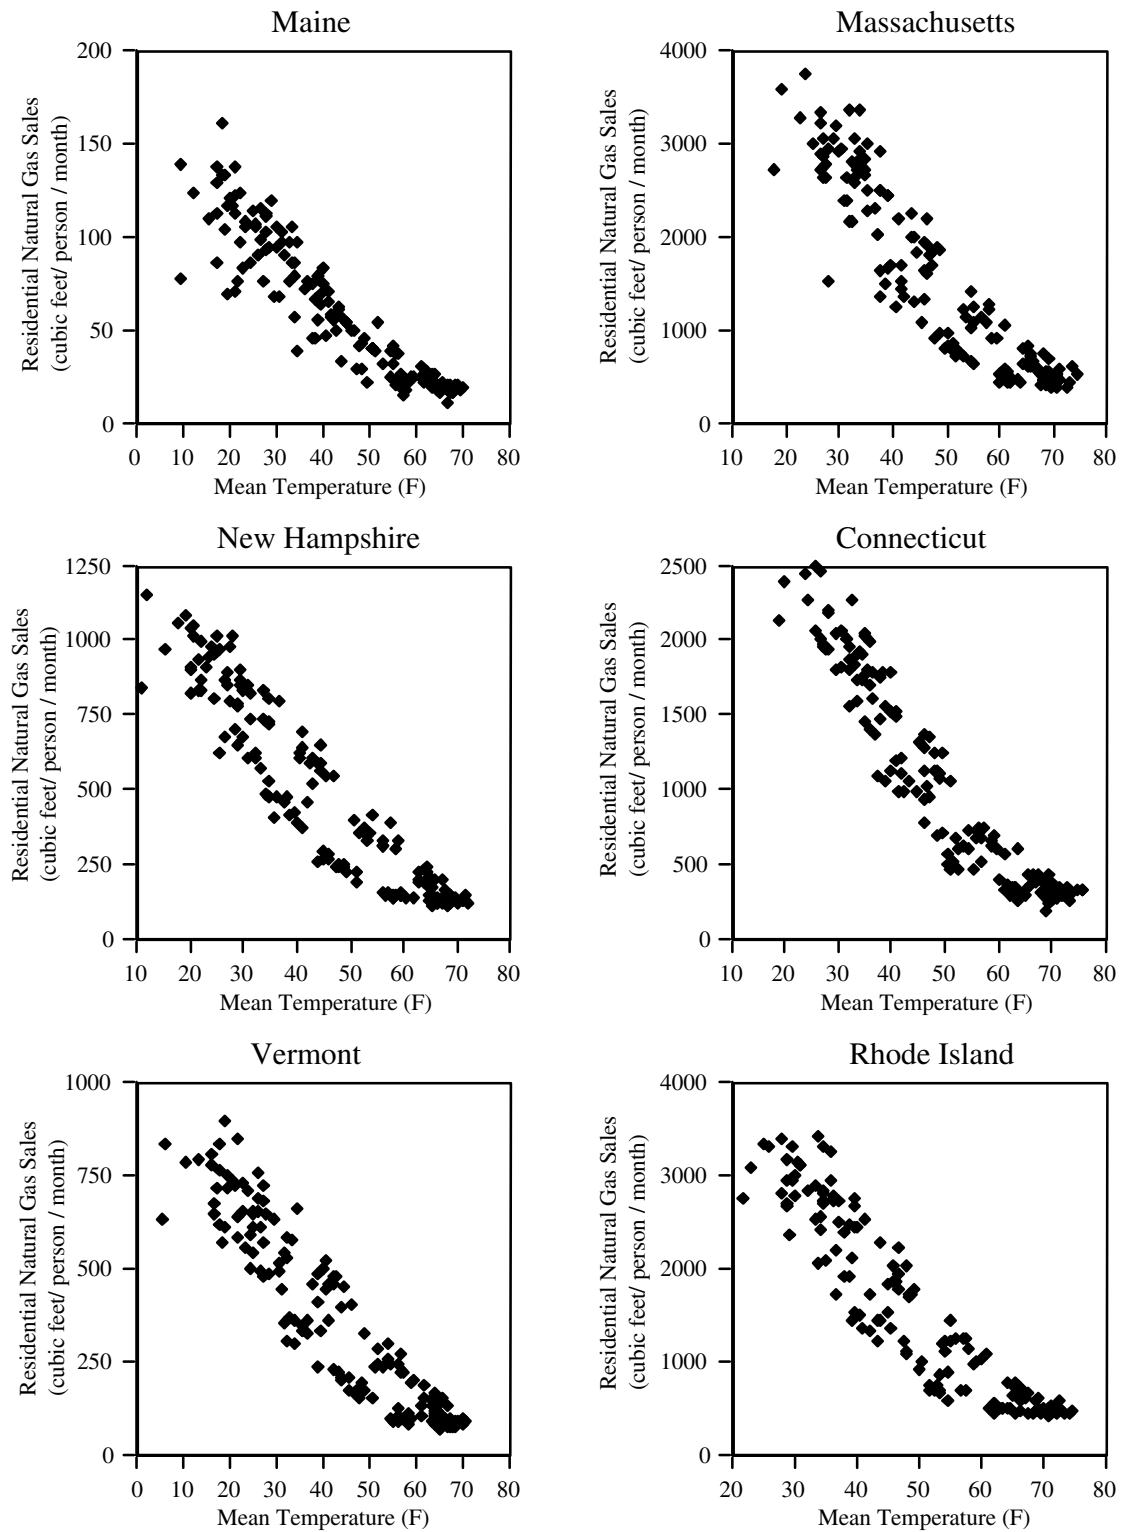 Maine
Residential Natural Gas Sales
(cubic feet/ person / month)
200
150
100
50
0
0 10 20 30 40 50 60 70 80
Mean Temperature (F)
Massachusetts
Residential Natural Gas Sales
(cubic feet/ person / month)
4000
3000
2000
1000
0
10 20 30 40 50 60 70 80
Mean Temperature (F)
New Hampshire
Residential Natural Gas Sales
(cubic feet/ person / month)
1250
1000
750
500
250
0
10 20 30 40 50 60 70 80
Mean Temperature (F)
Connecticut
Residential Natural Gas Sales
(cubic feet/ person / month)
2500
2000
1500
1000
500
0
10 20 30 40 50 60 70 80
Mean Temperature (F)
Vermont
Residential Natural Gas Sales
(cubic feet/ person / month)
1000
750
500
250
0
0 10 20 30 40 50 60 70 80
Mean Temperature (F)
Rhode Island
Residential Natural Gas Sales
(cubic feet/ person / month)
4000
3000
2000
1000
0
20 30 40 50 60 70 80
Mean Temperature (F)